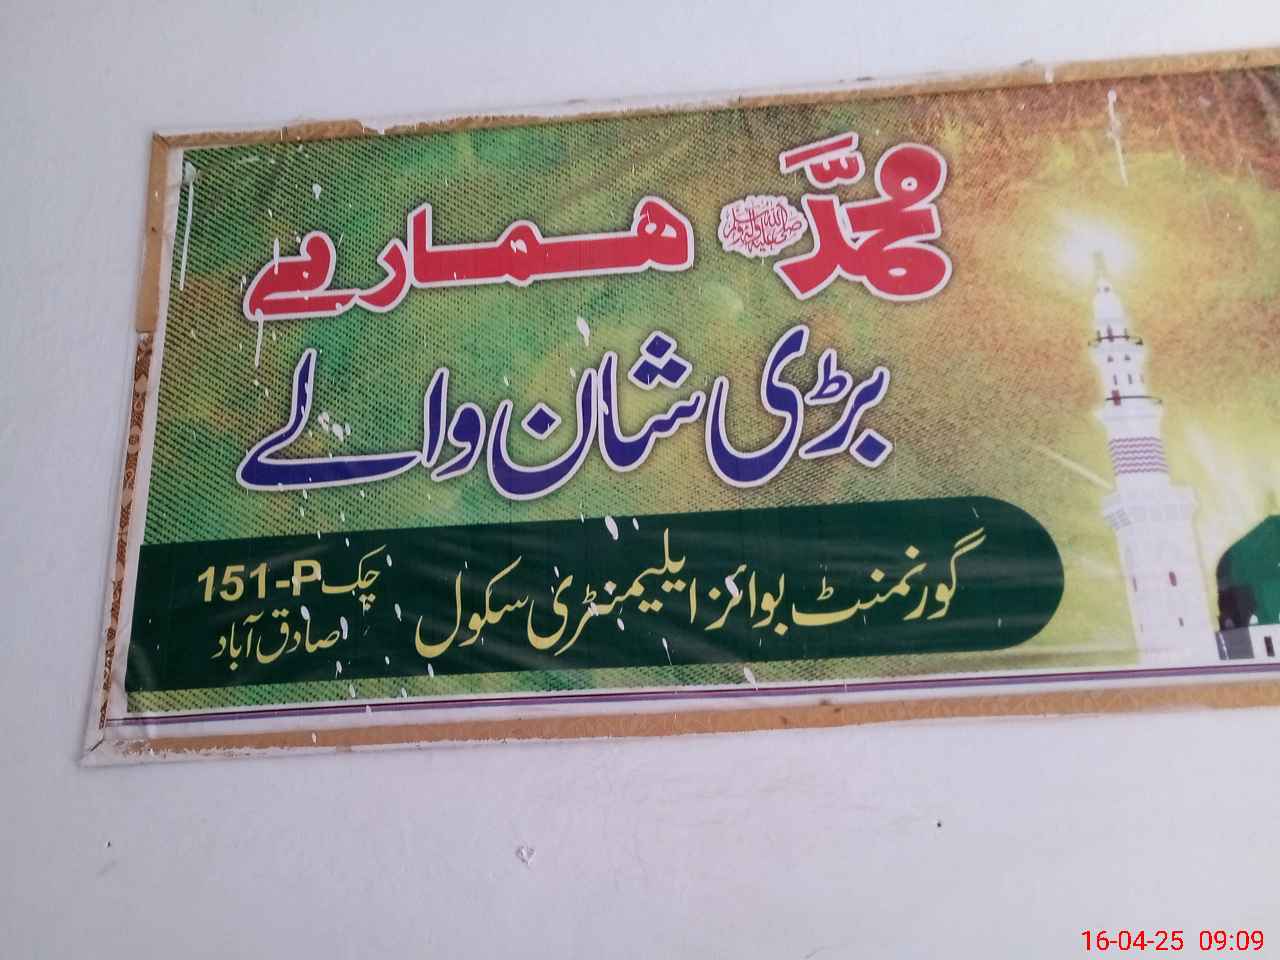 محمَّد ﷺ ہمارے
بڑی شان والے
گورنمنٹ بوائز ایلیمنٹری سکول
چک 151-P
صادق آباد
16-04-25 09:09